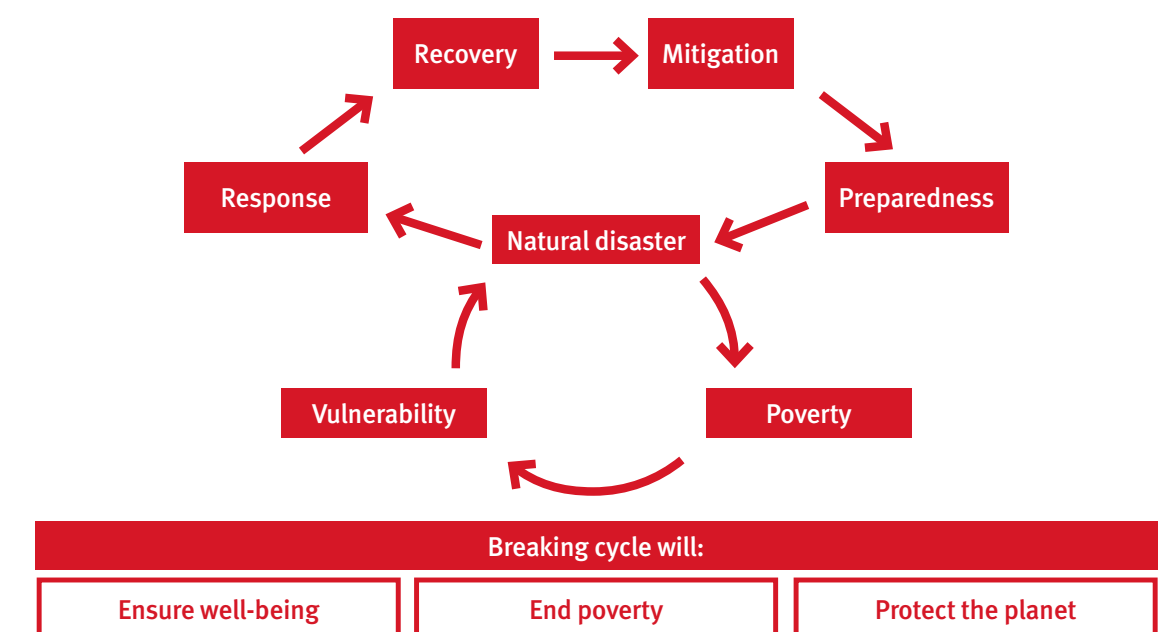 Recovery
Mitigation
Response
Preparedness
Natural disaster
Vulnerability
Poverty
Breaking cycle will:
Ensure well-being
End poverty
Protect the planet